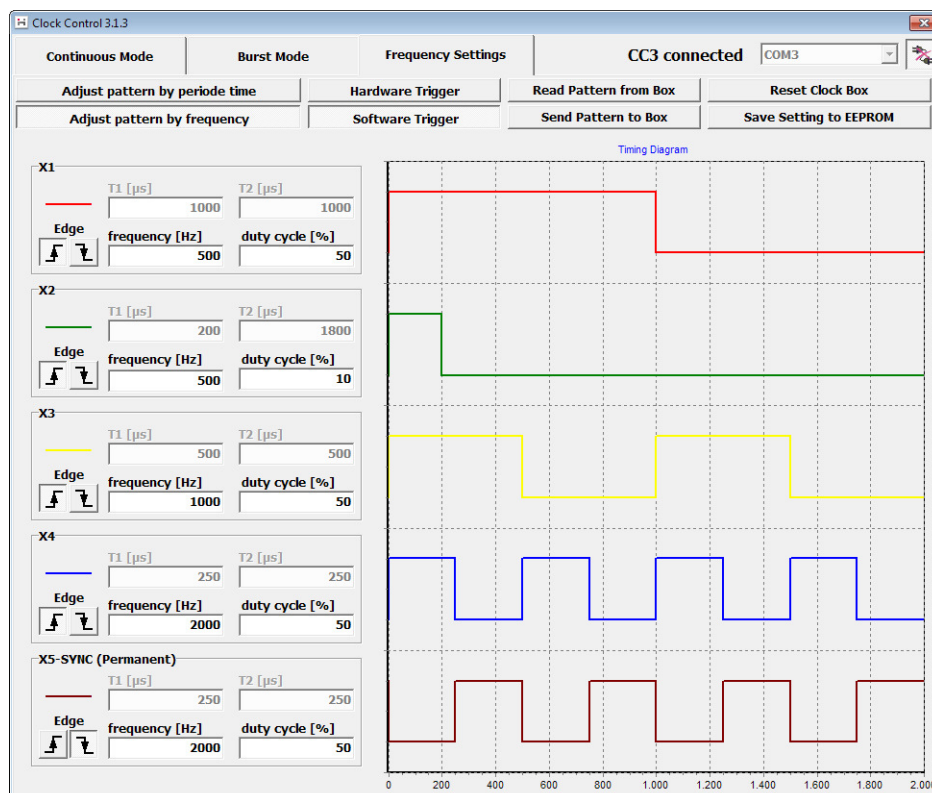 Clock Control 3.1.3
Continuous Mode Burst Mode Frequency Settings CC3 connected COM3
Adjust pattern by periode time Hardware Trigger Read Pattern from Box Reset Clock Box
Adjust pattern by frequency Software Trigger Send Pattern to Box Save Setting to EEPROM
Timing Diagram
X1
T1 [µs] T2 [µs]
1000 1000
Edge frequency [Hz] duty cycle [%]
500 50
X2
T1 [µs] T2 [µs]
200 1800
Edge frequency [Hz] duty cycle [%]
500 10
X3
T1 [µs] T2 [µs]
500 500
Edge frequency [Hz] duty cycle [%]
1000 50
X4
T1 [µs] T2 [µs]
250 250
Edge frequency [Hz] duty cycle [%]
2000 50
X5-SYNC (Permanent)
T1 [µs] T2 [µs]
250 250
Edge frequency [Hz] duty cycle [%]
2000 50
0 200 400 600 800 1.000 1.200 1.400 1.600 1.800 2.000